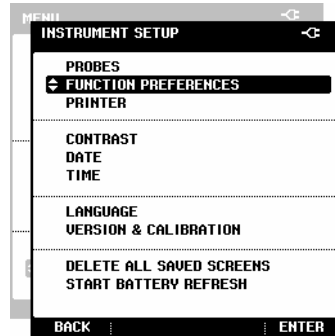 MENU
INSTRUMENT SETUP
PROBES
FUNCTION PREFERENCES
PRINTER
CONTRAST
DATE
TIME
LANGUAGE
VERSION & CALIBRATION
DELETE ALL SAVED SCREENS
START BATTERY REFRESH
BACK ENTER